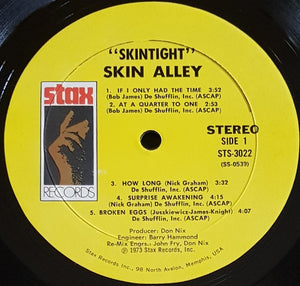 "SKINTIGHT"
SKIN ALLEY
1. IF I ONLY HAD THE TIME 3:52
(Bob James) De Shufflin, Inc. (ASCAP)
2. AT A QUARTER TO ONE 5:52
(Bob James) De Shufflin, Inc. (ASCAP)
stax
RECORDS
STEREO
SIDE 1
STS-3022
(SS-0539)
3. HOW LONG (Nick Graham) 3:32
De Shufflin, Inc. (ASCAP)
4. SURPRISE AWAKENING 4:15
(Nick Graham) De Shufflin, Inc. (ASCAP)
5. BROKEN EGGS (Jusskiewicz-James-Knight) 4:07
De Shufflin, Inc. (ASCAP)
Producer: Don Nix
Engineer: Barry Hammond
Re-Mix Engrs.: John Fry, Don Nix
Ⓟ 1973 Stax Records, Inc.
Stax Records Inc., 98 North Avalon, Memphis, USA